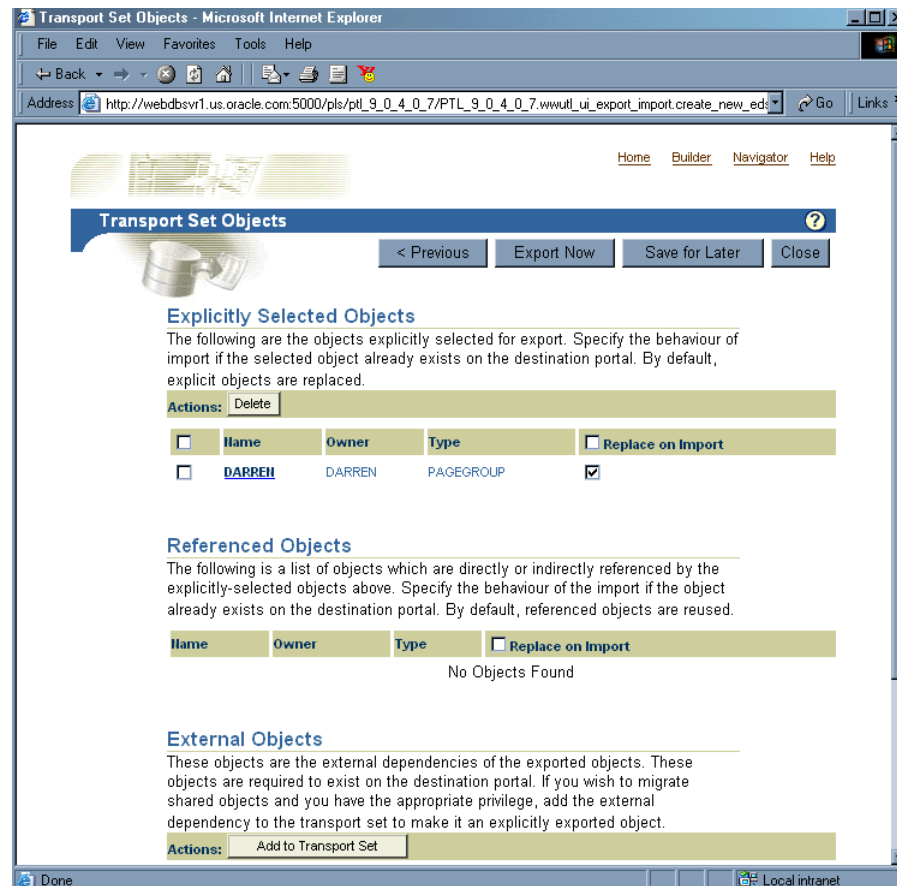 Transport Set Objects - Microsoft Internet Explorer
File Edit View Favorites Tools Help
Back
Address http://webdbsvr1.us.oracle.com:5000/pls/ptl_9_0_4_0_7/PTL_9_0_4_0_7.wwutl_ui_export_import.create_new_eds Go Links
Home Builder Navigator Help
Transport Set Objects ?
< Previous Export Now Save for Later Close
Explicitly Selected Objects
The following are the objects explicitly selected for export. Specify the behaviour of
import if the selected object already exists on the destination portal. By default,
explicit objects are replaced.
Actions: Delete
Name Owner Type Replace on Import
DARREN DARREN PAGEGROUP
Referenced Objects
The following is a list of objects which are directly or indirectly referenced by the
explicitly-selected objects above. Specify the behaviour of the import if the object
already exists on the destination portal. By default, referenced objects are reused.
Name Owner Type Replace on Import
No Objects Found
External Objects
These objects are the external dependencies of the exported objects. These
objects are required to exist on the destination portal. If you wish to migrate
shared objects and you have the appropriate privilege, add the external
dependency to the transport set to make it an explicitly exported object.
Actions: Add to Transport Set
Done Local intranet